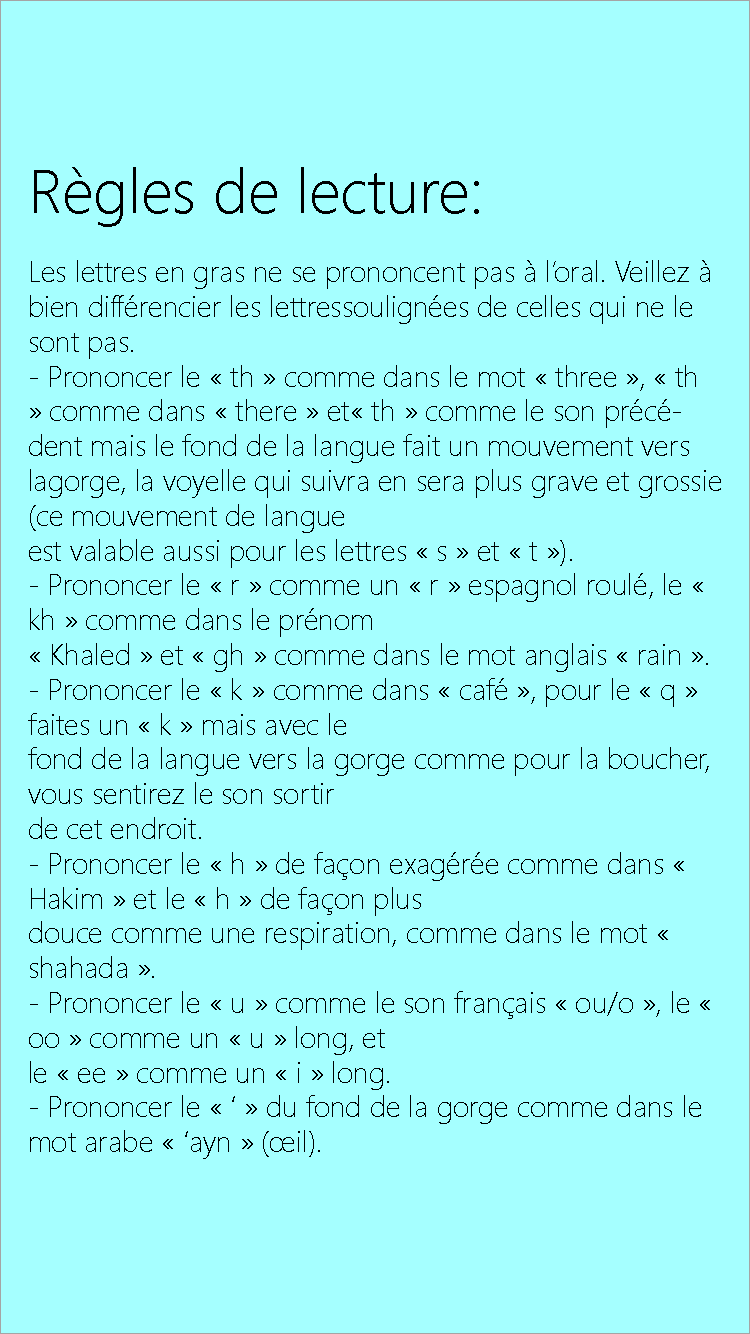 Règles de lecture:
Les lettres en gras ne se prononcent pas à l’oral. Veillez à
bien différencier les lettressoulignées de celles qui ne le
sont pas.
- Prononcer le « th » comme dans le mot « three », « th
» comme dans « there » et« th » comme le son précé-
dent mais le fond de la langue fait un mouvement vers
lagorge, la voyelle qui suivra en sera plus grave et grossie
(ce mouvement de langue
est valable aussi pour les lettres « s » et « t »).
- Prononcer le « r » comme un « r » espagnol roulé, le «
kh » comme dans le prénom
« Khaled » et « gh » comme dans le mot anglais « rain ».
- Prononcer le « k » comme dans « café », pour le « q »
faites un « k » mais avec le
fond de la langue vers la gorge comme pour la boucher,
vous sentirez le son sortir
de cet endroit.
- Prononcer le « h » de façon exagérée comme dans «
Hakim » et le « h » de façon plus
douce comme une respiration, comme dans le mot «
shahada ».
- Prononcer le « u » comme le son français « ou/o », le «
oo » comme un « u » long, et
le « ee » comme un « i » long.
- Prononcer le « ‘ » du fond de la gorge comme dans le
mot arabe « ‘ayn » (œil).